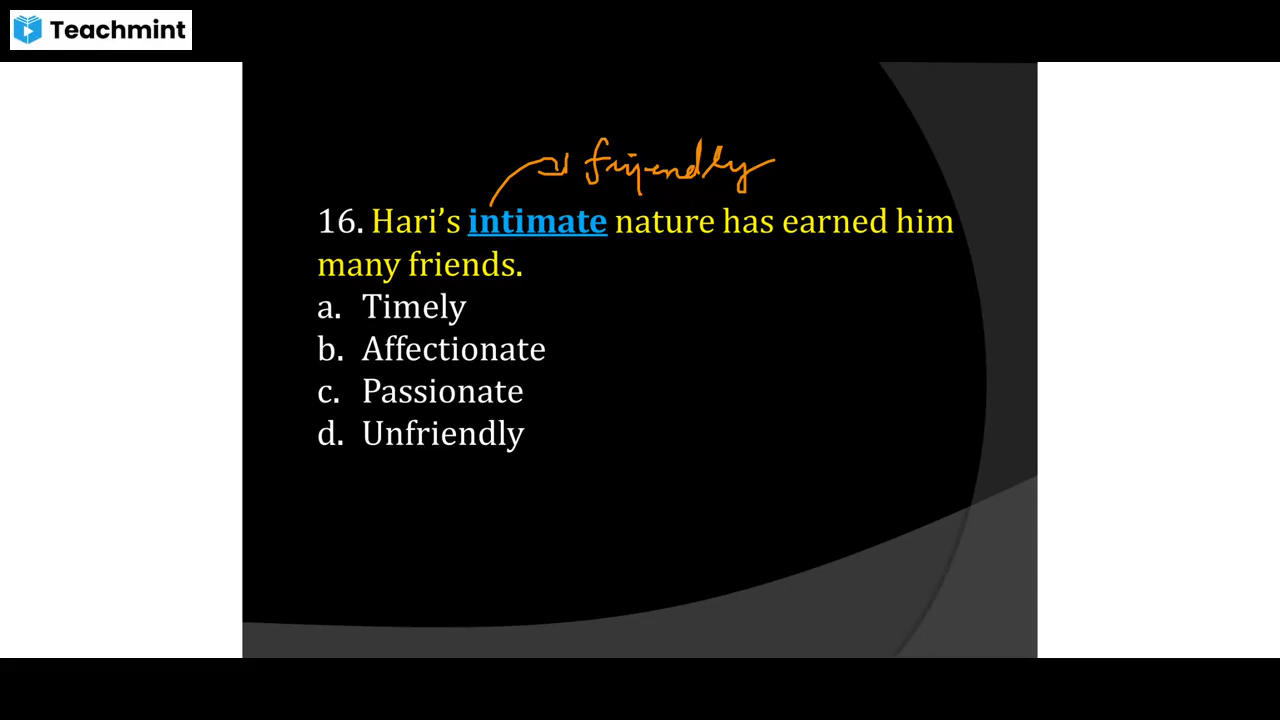 Teachmint
friendly
16. Hari’s intimate nature has earned him
many friends.
a. Timely
b. Affectionate
c. Passionate
d. Unfriendly